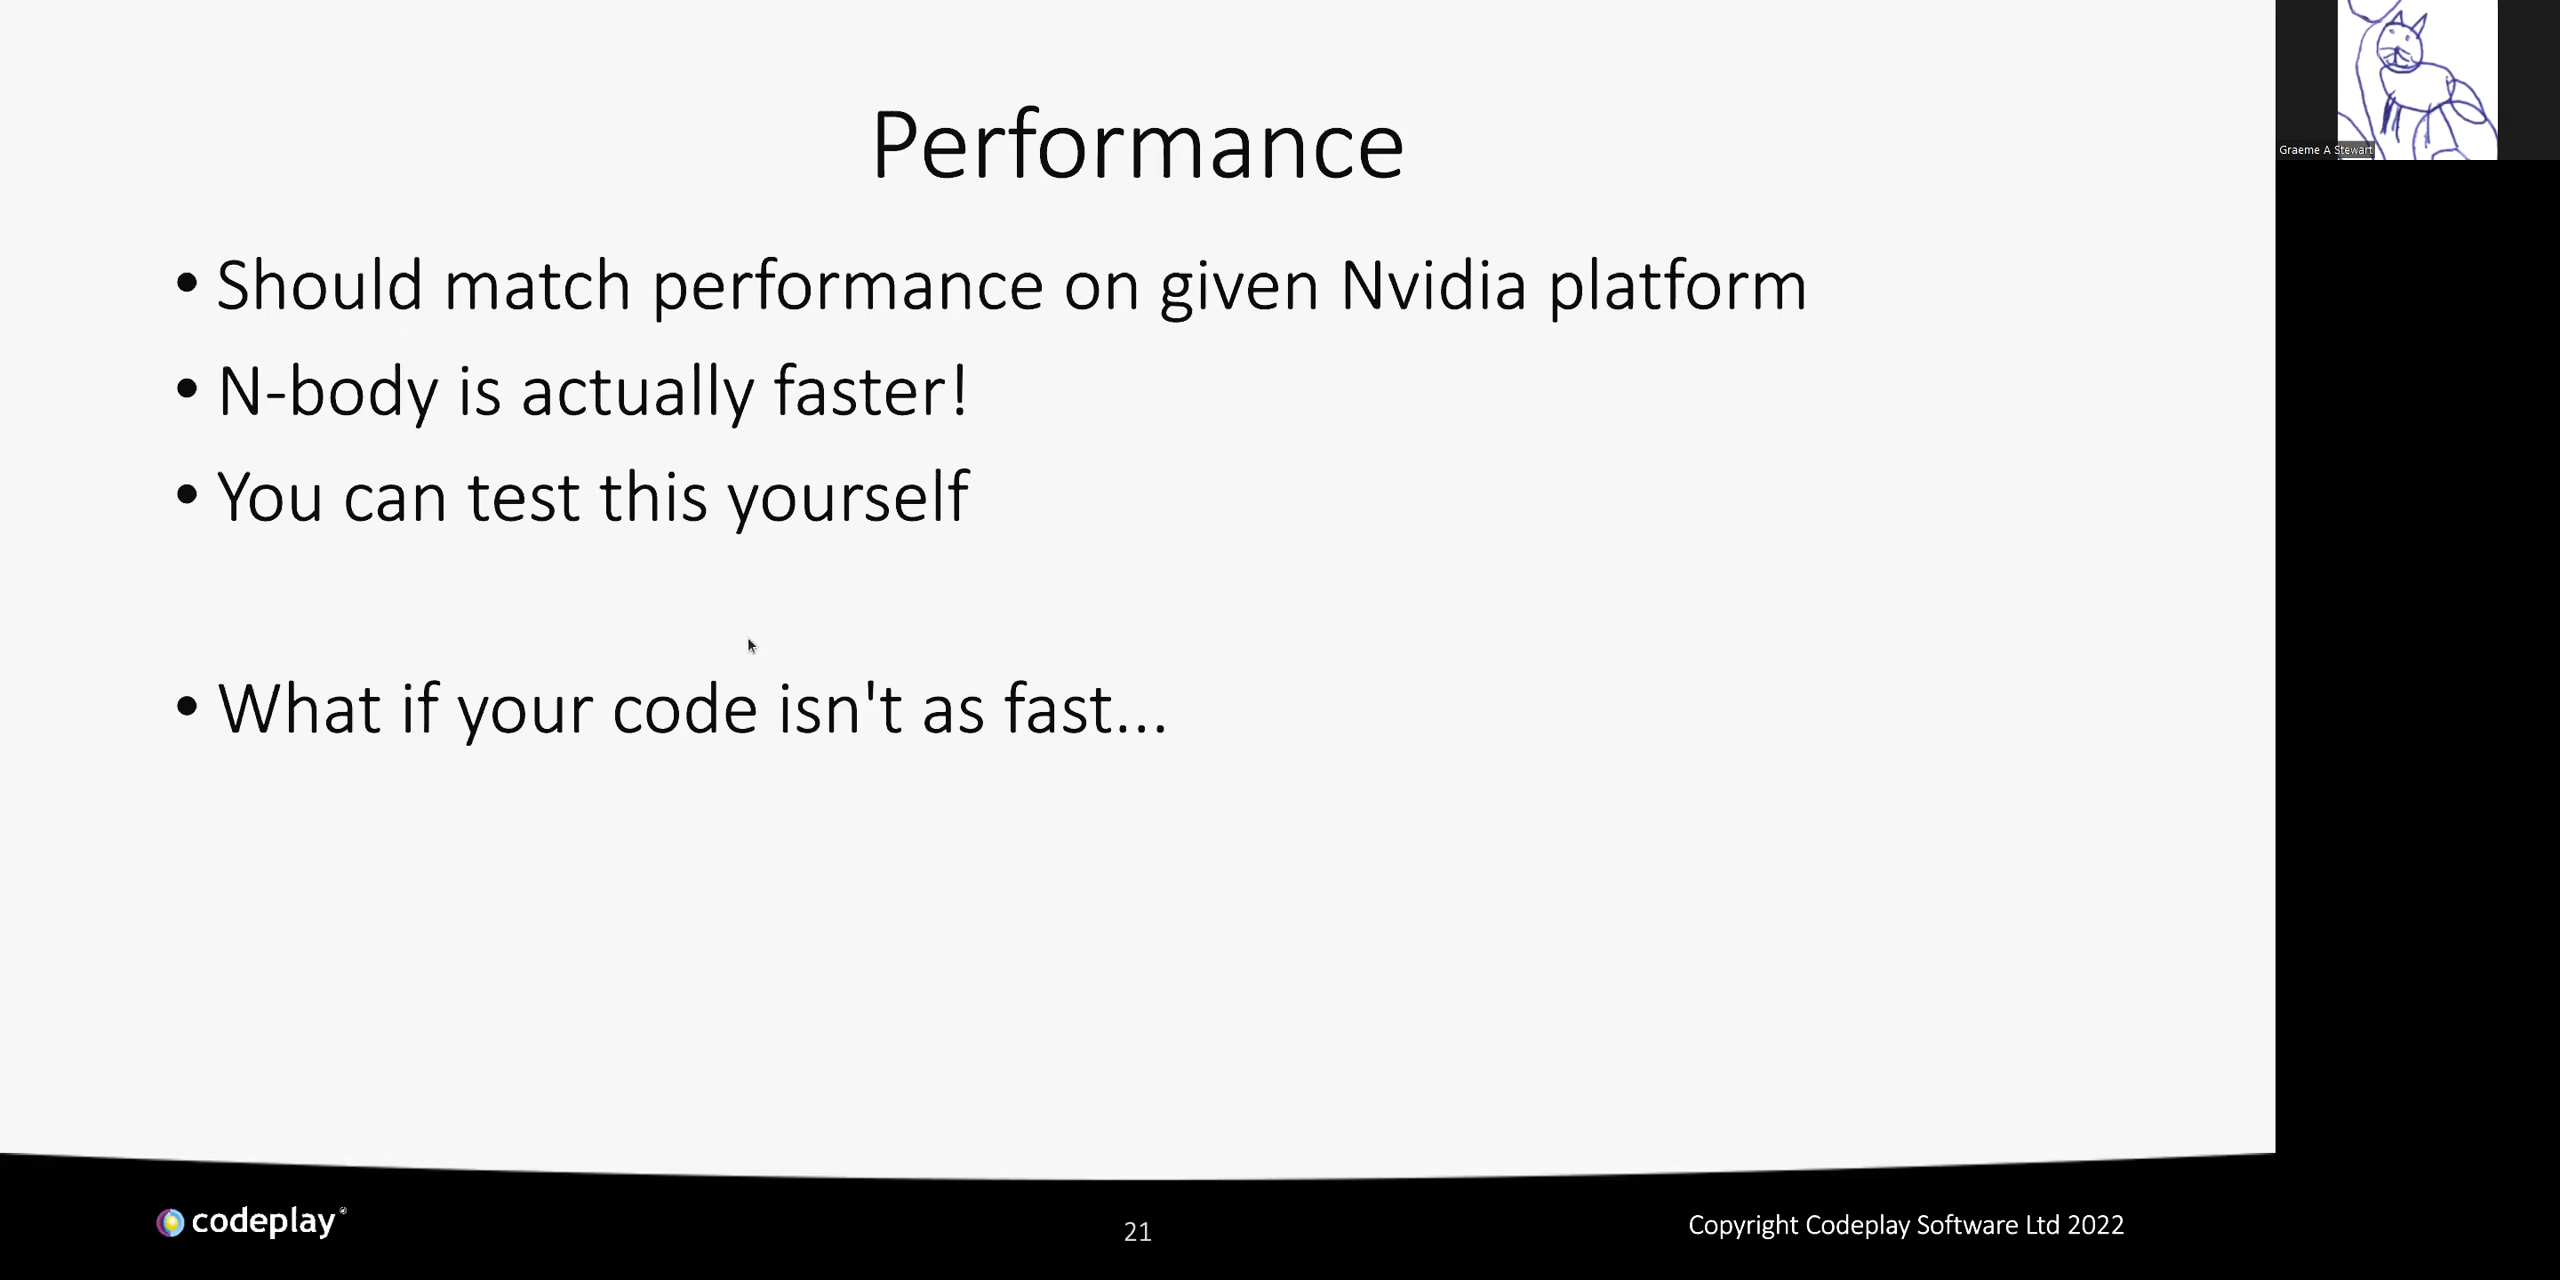 Performance
Graeme A Stewart
• Should match performance on given Nvidia platform
• N-body is actually faster!
• You can test this yourself
• What if your code isn't as fast...
codeplay®
21
Copyright Codeplay Software Ltd 2022